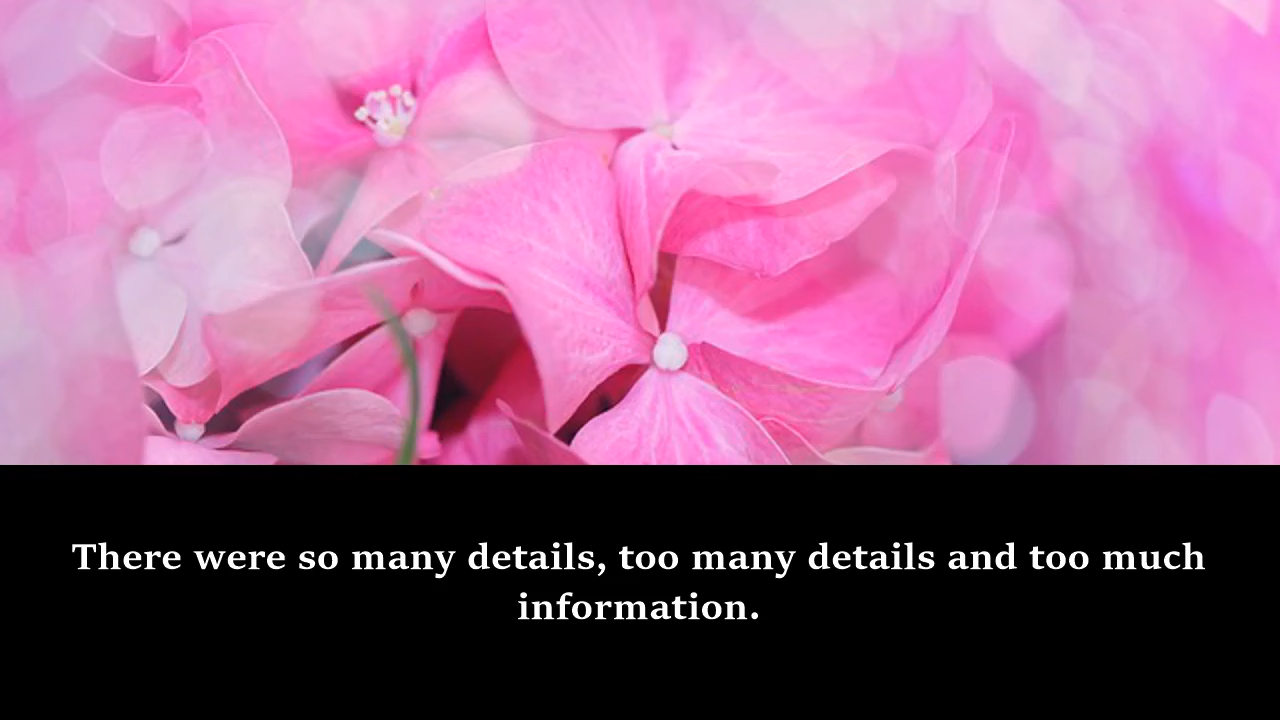 There were so many details, too many details and too much
information.